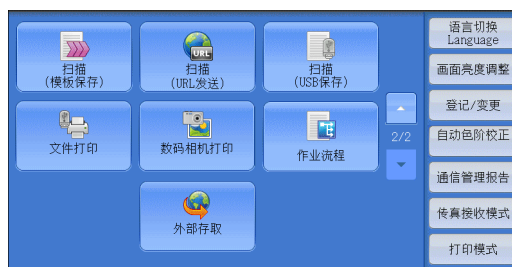 扫描
(模板保存)
URL
扫描
(URL发送)
扫描
(USB保存)
文件打印
数码相机打印
作业流程
外部存取
2/2
语言切换
Language
画面亮度调整
登记/变更
自动色阶校正
通信管理报告
传真接收模式
打印模式